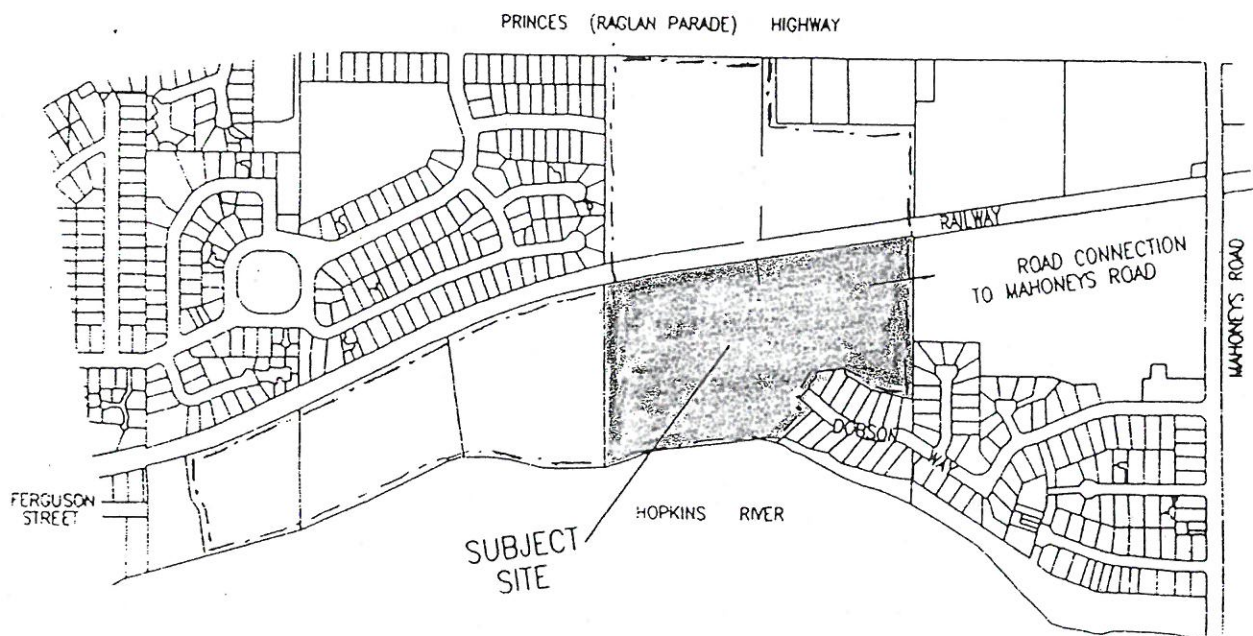 PRINCES (RAGLAN PARADE) HIGHWAY
RAILWAY
ROAD CONNECTION
TO MAHONEYS ROAD
MAHONEYS ROAD
DOBSON WAY
FERGUSON
STREET
HOPKINS RIVER
SUBJECT
SITE